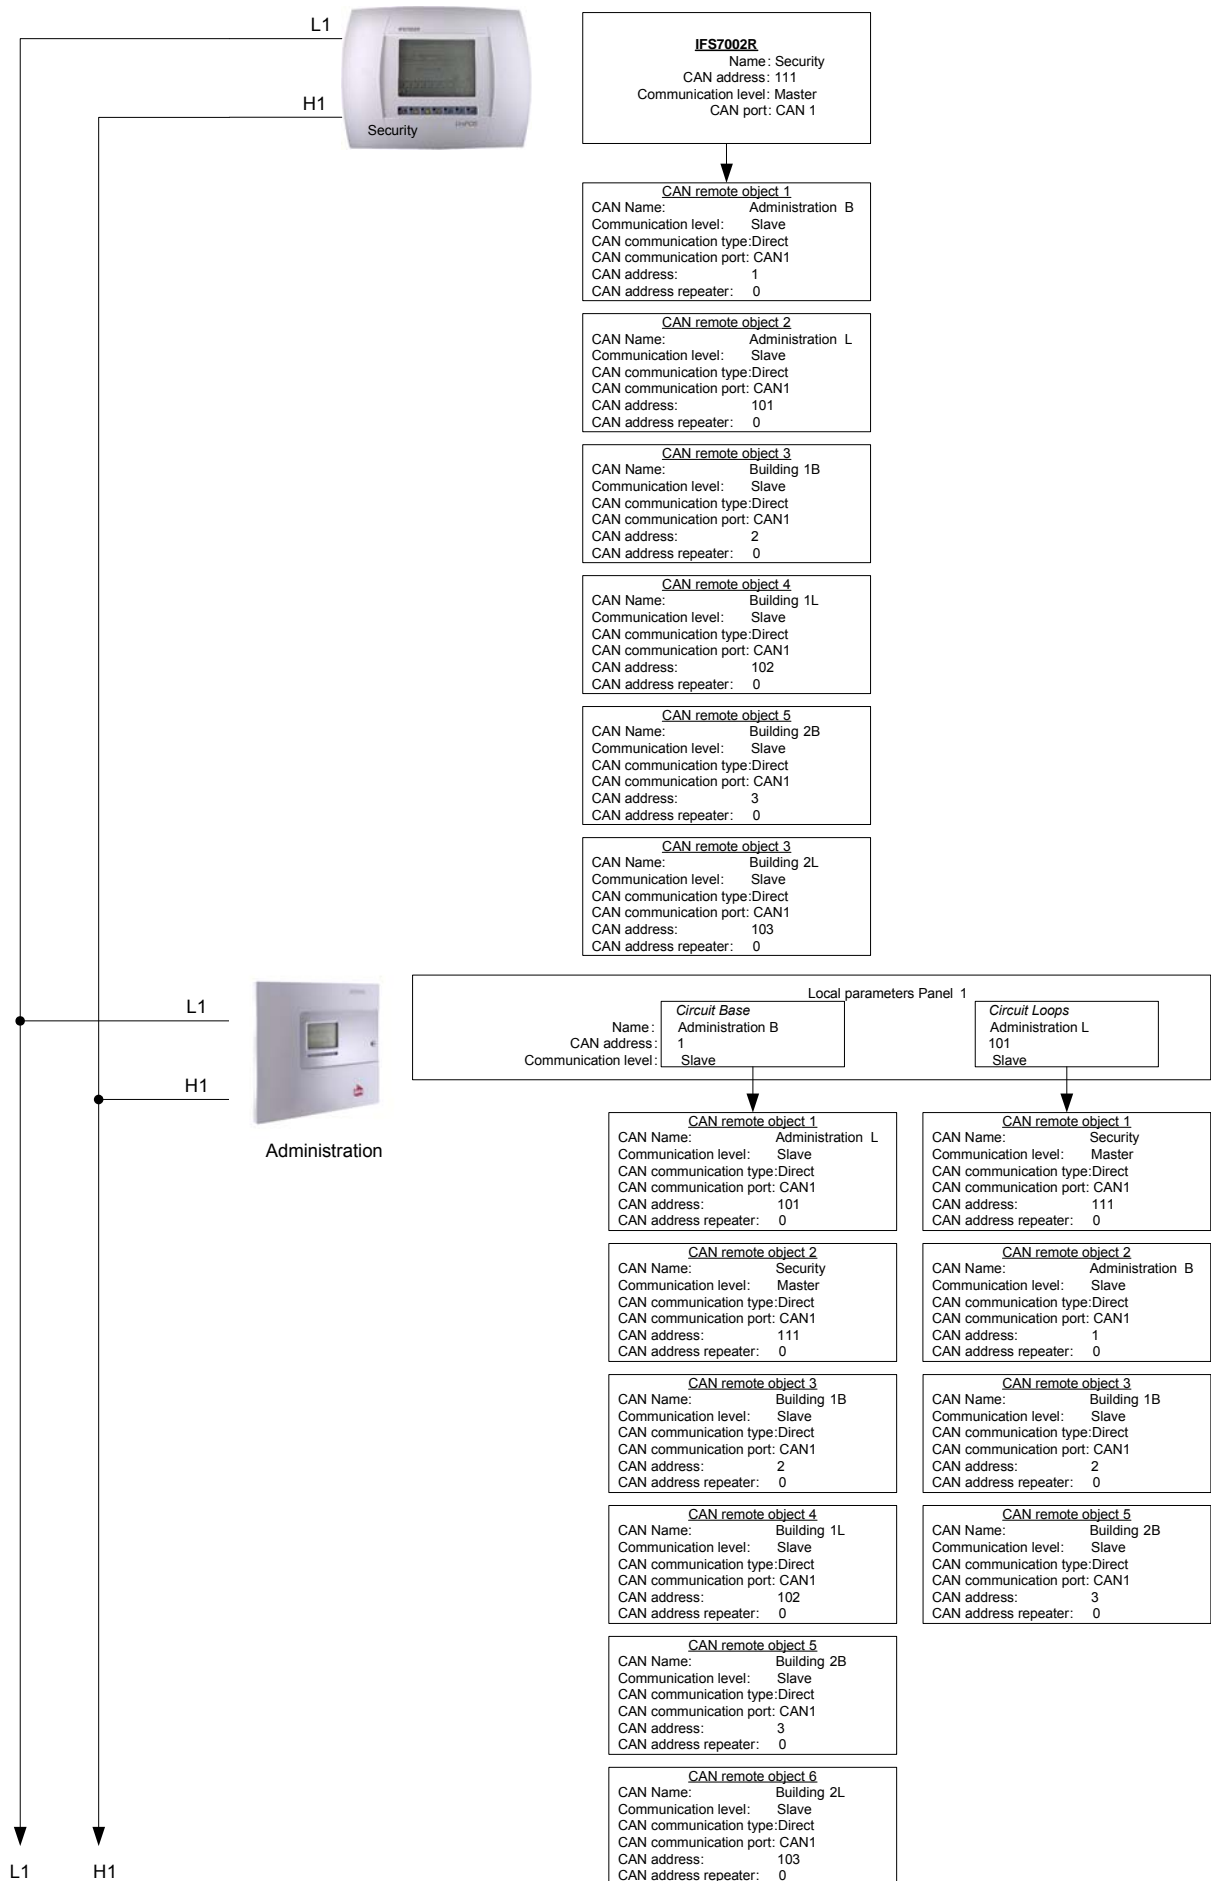 L1
H1
Security
IFS7002R
Name: Security
CAN address: 111
Communication level: Master
CAN port: CAN 1
CAN remote object 1
CAN Name: Administration B
Communication level: Slave
CAN communication type:Direct
CAN communication port: CAN1
CAN address: 1
CAN address repeater: 0
CAN remote object 2
CAN Name: Administration L
Communication level: Slave
CAN communication type:Direct
CAN communication port: CAN1
CAN address: 101
CAN address repeater: 0
CAN remote object 3
CAN Name: Building 1B
Communication level: Slave
CAN communication type:Direct
CAN communication port: CAN1
CAN address: 2
CAN address repeater: 0
CAN remote object 4
CAN Name: Building 1L
Communication level: Slave
CAN communication type:Direct
CAN communication port: CAN1
CAN address: 102
CAN address repeater: 0
CAN remote object 5
CAN Name: Building 2B
Communication level: Slave
CAN communication type:Direct
CAN communication port: CAN1
CAN address: 3
CAN address repeater: 0
CAN remote object 3
CAN Name: Building 2L
Communication level: Slave
CAN communication type:Direct
CAN communication port: CAN1
CAN address: 103
CAN address repeater: 0
L1
H1
Administration
Local parameters Panel 1
Circuit Base Circuit Loops
Name: Administration B Administration L
CAN address: 1 101
Communication level: Slave Slave
CAN remote object 1
CAN Name: Administration L
Communication level: Slave
CAN communication type:Direct
CAN communication port: CAN1
CAN address: 101
CAN address repeater: 0
CAN remote object 2
CAN Name: Security
Communication level: Master
CAN communication type:Direct
CAN communication port: CAN1
CAN address: 111
CAN address repeater: 0
CAN remote object 3
CAN Name: Building 1B
Communication level: Slave
CAN communication type:Direct
CAN communication port: CAN1
CAN address: 2
CAN address repeater: 0
CAN remote object 4
CAN Name: Building 1L
Communication level: Slave
CAN communication type:Direct
CAN communication port: CAN1
CAN address: 102
CAN address repeater: 0
CAN remote object 5
CAN Name: Building 2B
Communication level: Slave
CAN communication type:Direct
CAN communication port: CAN1
CAN address: 3
CAN address repeater: 0
CAN remote object 6
CAN Name: Building 2L
Communication level: Slave
CAN communication type:Direct
CAN communication port: CAN1
CAN address: 103
CAN address repeater: 0
CAN remote object 1
CAN Name: Security
Communication level: Master
CAN communication type:Direct
CAN communication port: CAN1
CAN address: 111
CAN address repeater: 0
CAN remote object 2
CAN Name: Administration B
Communication level: Slave
CAN communication type:Direct
CAN communication port: CAN1
CAN address: 1
CAN address repeater: 0
CAN remote object 3
CAN Name: Building 1B
Communication level: Slave
CAN communication type:Direct
CAN communication port: CAN1
CAN address: 2
CAN address repeater: 0
CAN remote object 5
CAN Name: Building 2B
Communication level: Slave
CAN communication type:Direct
CAN communication port: CAN1
CAN address: 3
CAN address repeater: 0
L1
H1